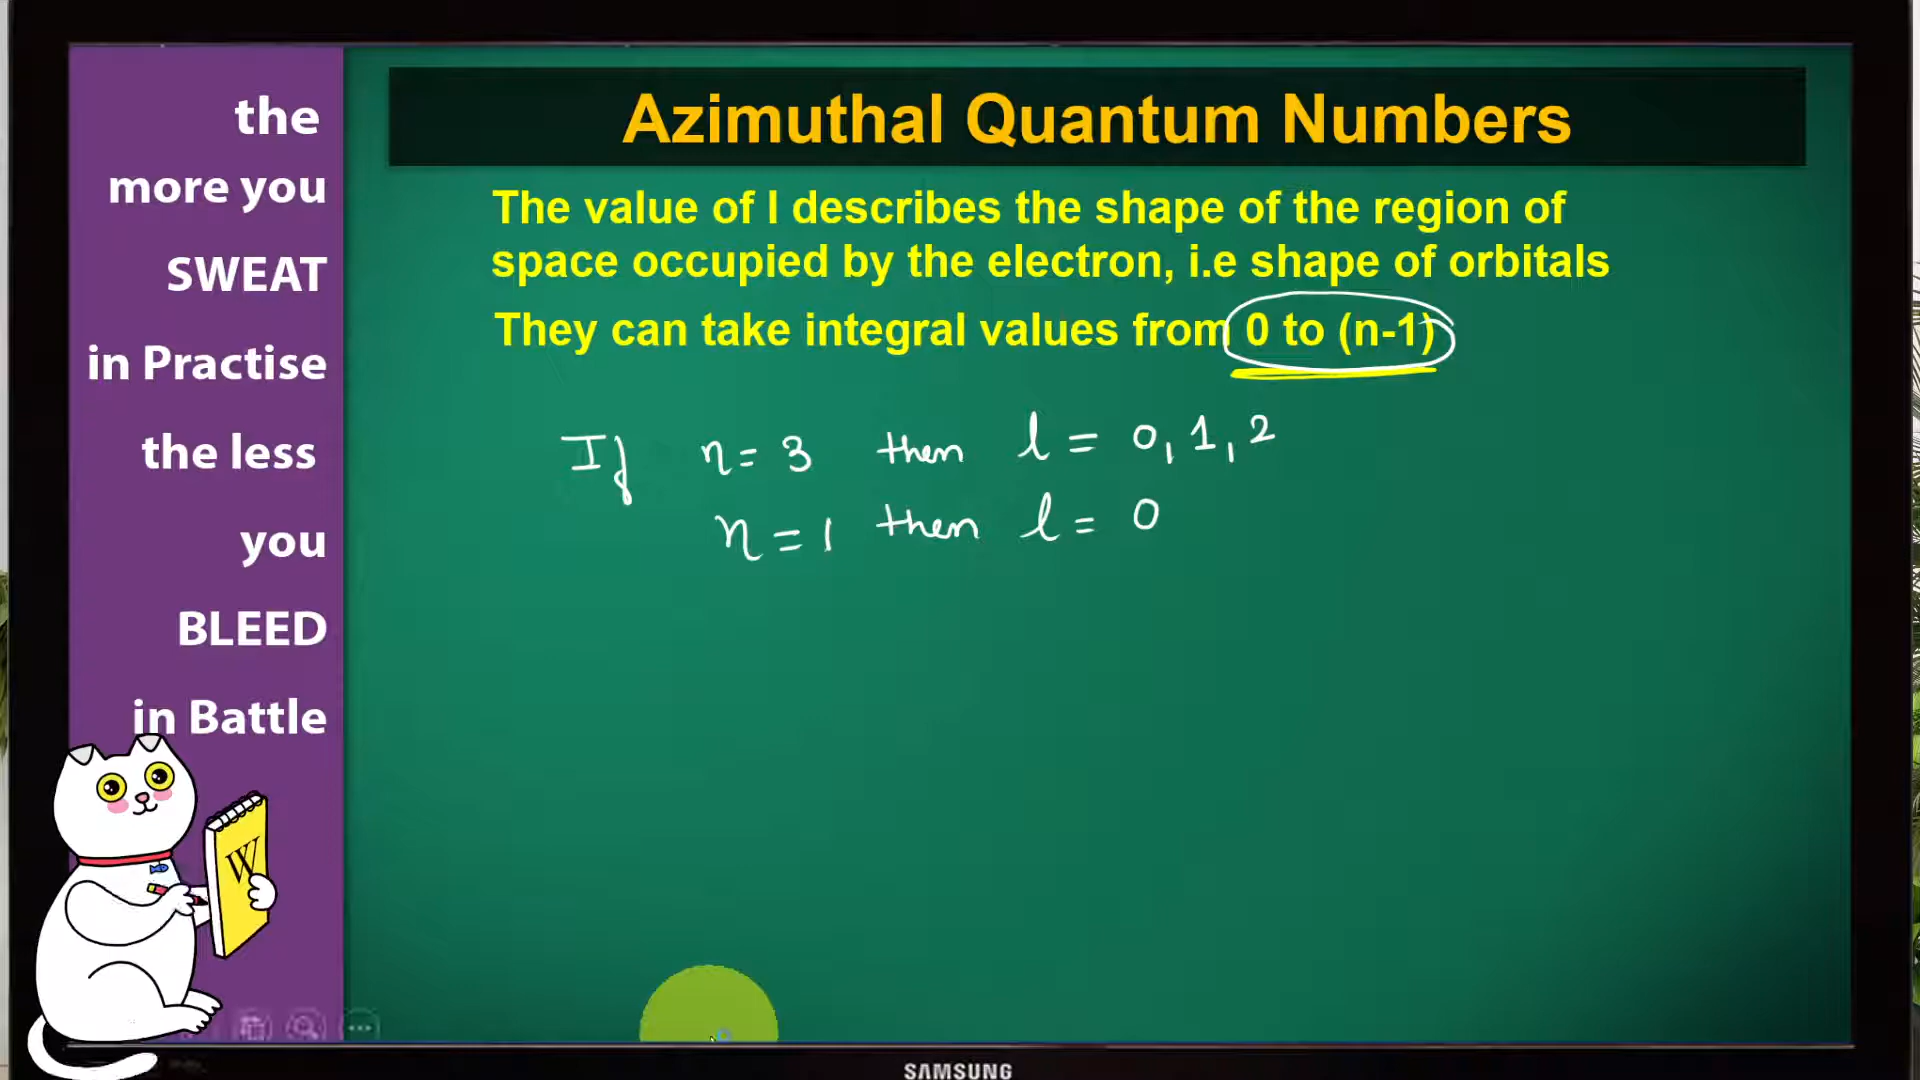 the
more you
SWEAT
in Practise
the less
you
BLEED
in Battle
W
Azimuthal Quantum Numbers
The value of l describes the shape of the region of
space occupied by the electron, i.e shape of orbitals
They can take integral values from 0 to (n-1)
If n = 3 then l = 0, 1, 2
n = 1 then l = 0
SAMSUNG